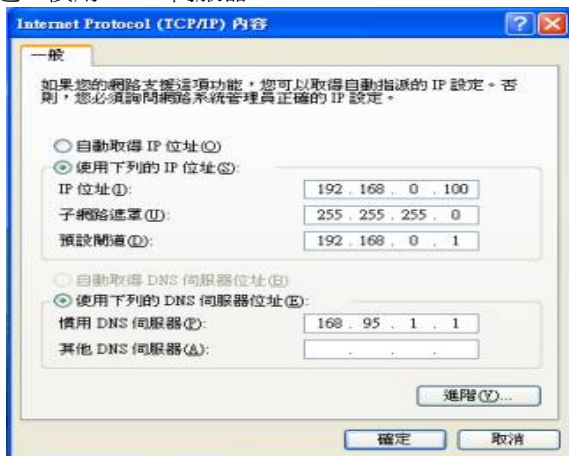 Internet Protocol (TCP/IP) 內容
一般
如果您的網路支援這項功能，您可以取得自動指派的 IP 設定。否
則，您必須詢問網路系統管理員正確的 IP 設定。
自動取得 IP 位址(O)
使用下列的 IP 位址(S):
IP 位址(I): 192 . 168 . 0 . 100
子網路遮罩(U): 255 . 255 . 255 . 0
預設閘道(D): 192 . 168 . 0 . 1
自動取得 DNS 伺服器位址(B)
使用下列的 DNS 伺服器位址(E):
慣用 DNS 伺服器(P): 168 . 95 . 1 . 1
其他 DNS 伺服器(A): . . .
進階(V)...
確定 取消